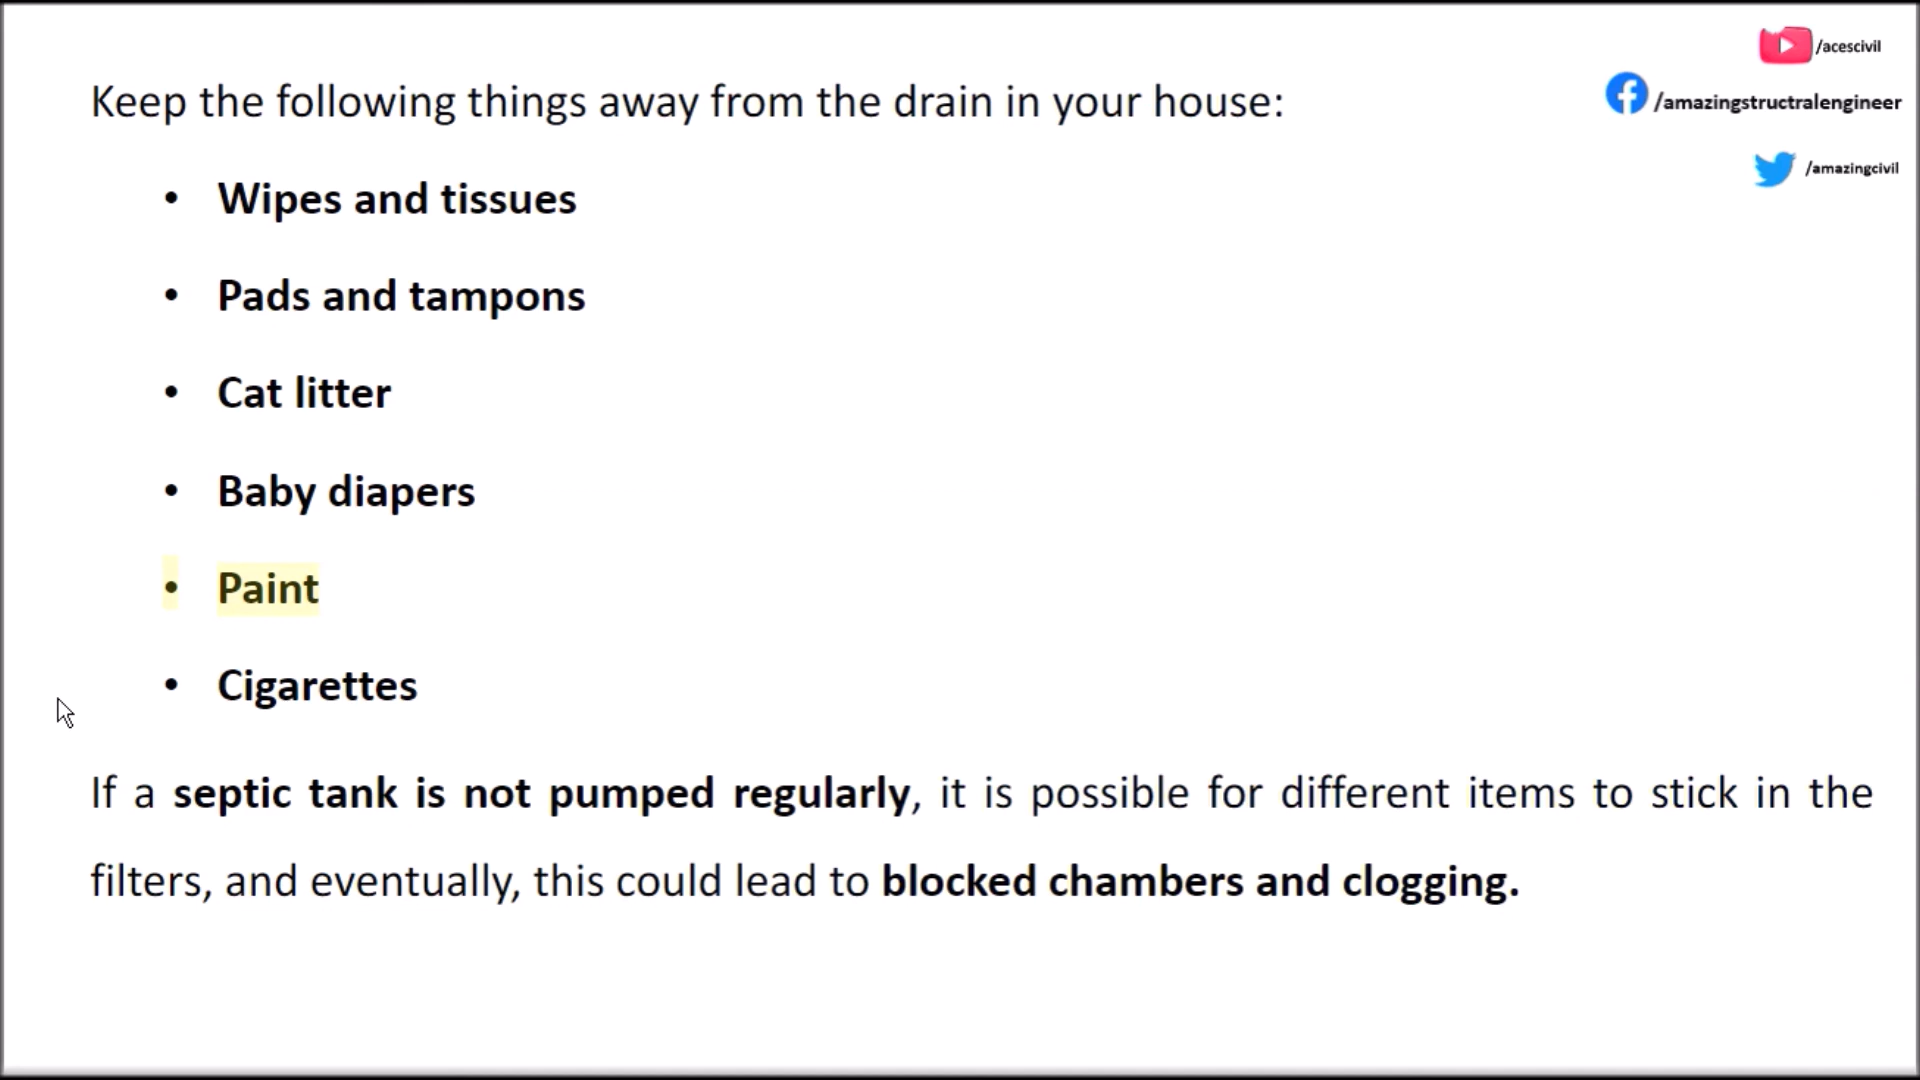 /acescivil
Keep the following things away from the drain in your house:
/amazingstructralengineer
/amazingcivil
• Wipes and tissues
• Pads and tampons
• Cat litter
• Baby diapers
• Paint
• Cigarettes
If a septic tank is not pumped regularly, it is possible for different items to stick in the
filters, and eventually, this could lead to blocked chambers and clogging.